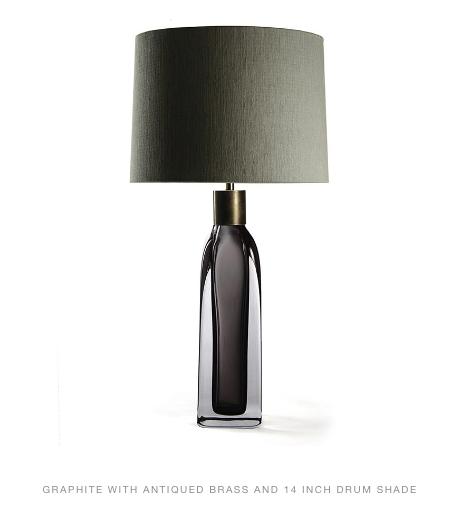 GRAPHITE WITH ANTIQUED BRASS AND 14 INCH DRUM SHADE